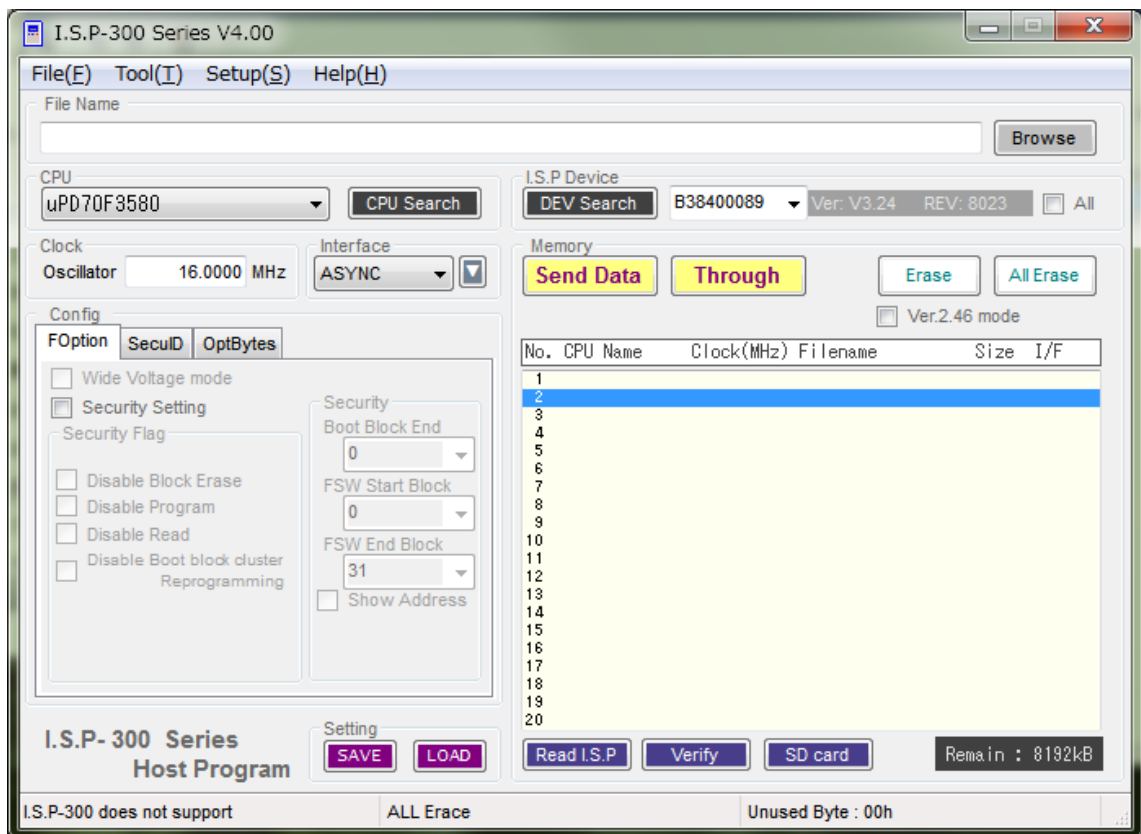 I.S.P-300 Series V4.00
File(F) Tool(T) Setup(S) Help(H)
File Name
Browse
CPU
uPD70F3580
CPU Search
I.S.P Device
DEV Search
B38400089
Ver: V3.24 REV: 8023
All
Clock
Oscillator 16.0000 MHz
Interface
ASYNC
Memory
Send Data
Through
Erase
All Erase
Ver.2.46 mode
Config
FOption SecuID OptBytes
Wide Voltage mode
Security Setting
Security Flag
Disable Block Erase
Disable Program
Disable Read
Disable Boot block cluster
Reprogramming
Security
Boot Block End
0
FSW Start Block
0
FSW End Block
31
Show Address
No. CPU Name Clock(MHz) Filename Size I/F
1
2
3
4
5
6
7
8
9
10
11
12
13
14
15
16
17
18
19
20
I.S.P- 300 Series
Host Program
Setting
SAVE
LOAD
Read I.S.P
Verify
SD card
Remain : 8192kB
I.S.P-300 does not support
ALL Erace
Unused Byte : 00h